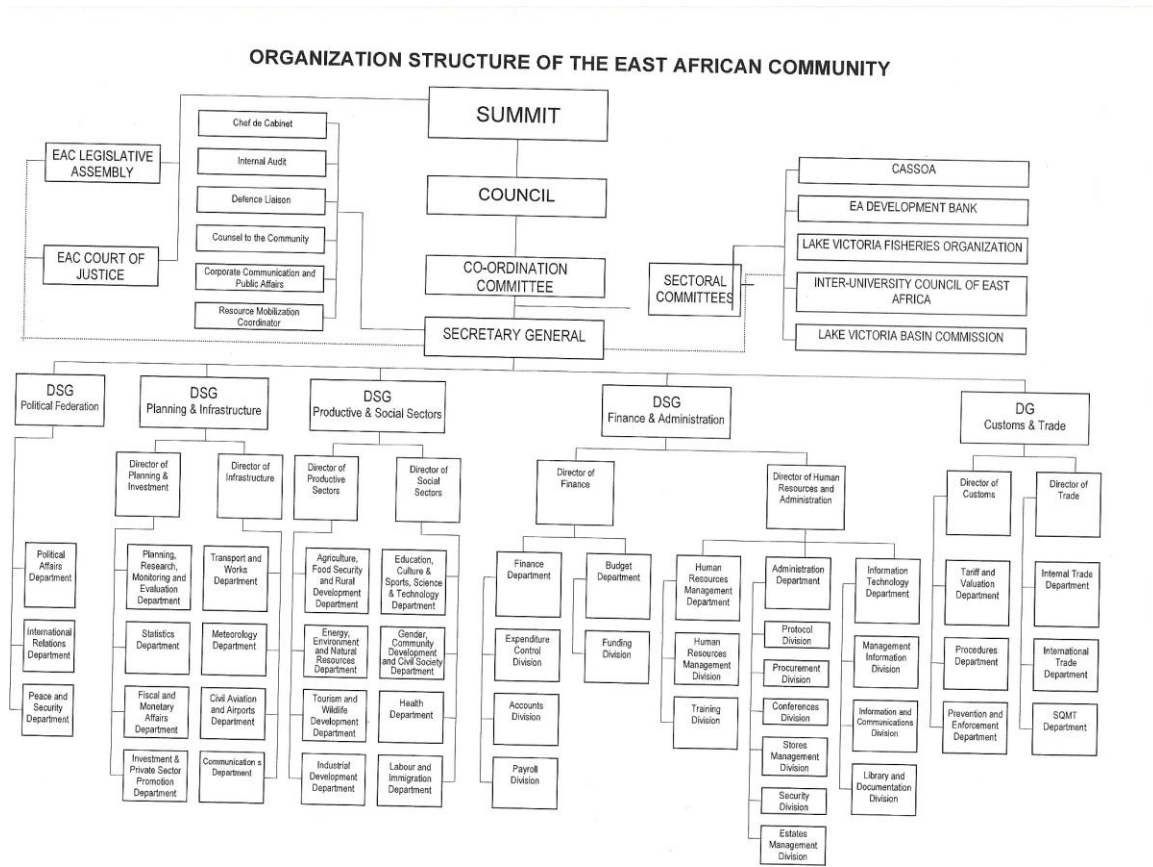 ORGANIZATION STRUCTURE OF THE EAST AFRICAN COMMUNITY
SUMMIT
Chef de Cabinet
EAC LEGISLATIVE
ASSEMBLY
Internal Audit
CASSOA
COUNCIL
Defence Liaison
EA DEVELOPMENT BANK
Counsel to the Community
EAC COURT OF
JUSTICE
LAKE VICTORIA FISHERIES ORGANIZATION
Corporate Communication and
Public Affairs
CO-ORDINATION
COMMITTEE
SECTORAL
COMMITTEES
INTER-UNIVERSITY COUNCIL OF EAST
AFRICA
Resource Mobilization
Coordinator
SECRETARY GENERAL
LAKE VICTORIA BASIN COMMISSION
DSG
Political Federation
DSG
Planning & Infrastructure
DSG
Productive & Social Sectors
DSG
Finance & Administration
DG
Customs & Trade
Director of
Planning &
Investment
Director of
Infrastructure
Director of
Productive
Sectors
Director of
Social
Sectors
Director of
Finance
Director of Human
Resources and
Administration
Director of
Customs
Director of
Trade
Political
Affairs
Department
International
Relations
Department
Peace and
Security
Department
Planning,
Research,
Monitoring and
Evaluation
Department
Statistics
Department
Fiscal and
Monetary
Affairs
Department
Investment &
Private Sector
Promotion
Department
Transport and
Works
Department
Meteorology
Department
Civil Aviation
and Airports
Department
Communication s
Department
Agriculture,
Food Security
and Rural
Development
Department
Energy,
Environment
and Natural
Resources
Department
Tourism and
Wildlife
Development
Department
Industrial
Development
Department
Education,
Culture &
Sports, Science
& Technology
Department
Gender,
Community
Development
and Civil Society
Department
Health
Department
Labour and
Immigration
Department
Finance
Department
Expenditure
Control
Division
Accounts
Division
Payroll
Division
Budget
Department
Funding
Division
Human
Resources
Management
Department
Human
Resources
Management
Division
Training
Division
Administration
Department
Protocol
Division
Procurement
Division
Conferences
Division
Stores
Management
Division
Security
Division
Estates
Management
Division
Information
Technology
Department
Management
Information
Division
Information and
Communications
Division
Library and
Documentation
Division
Tariff and
Valuation
Department
Procedures
Department
Prevention and
Enforcement
Department
Internal Trade
Department
International
Trade
Department
SQMT
Department